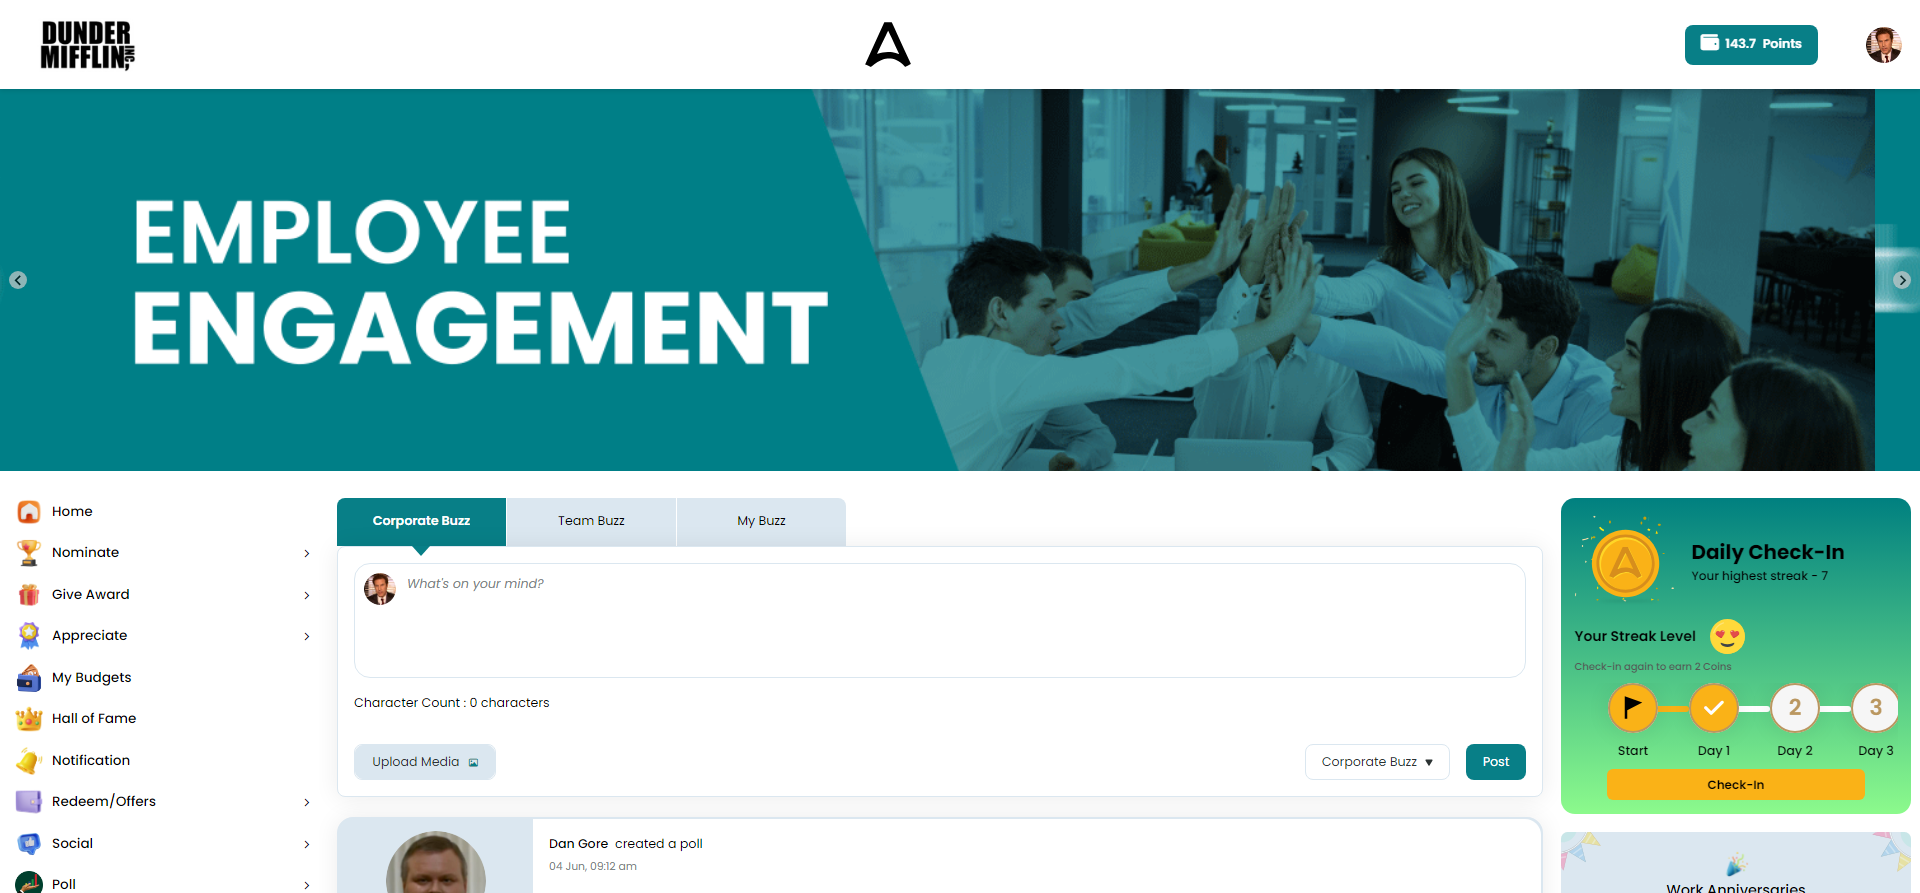 DUNDER
MIFFLIN INC,
143.7 Points
EMPLOYEE
ENGAGEMENT
Home
Nominate
Give Award
Appreciate
My Budgets
Hall of Fame
Notification
Redeem/Offers
Social
Poll
Corporate Buzz
Team Buzz
My Buzz
What's on your mind?
Character Count : 0 characters
Upload Media
Corporate Buzz
Post
Dan Gore created a poll
04 Jun, 09:12 am
Daily Check-In
Your highest streak - 7
Your Streak Level
Check-in again to earn 2 Coins
2
3
Start
Day 1
Day 2
Day 3
Check-In
Work Anniversaries